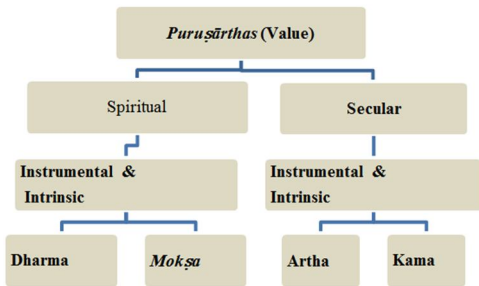 Puruṣārthas (Value)
Spiritual
Secular
Instrumental &
Intrinsic
Instrumental &
Intrinsic
Dharma
Mokṣa
Artha
Kama